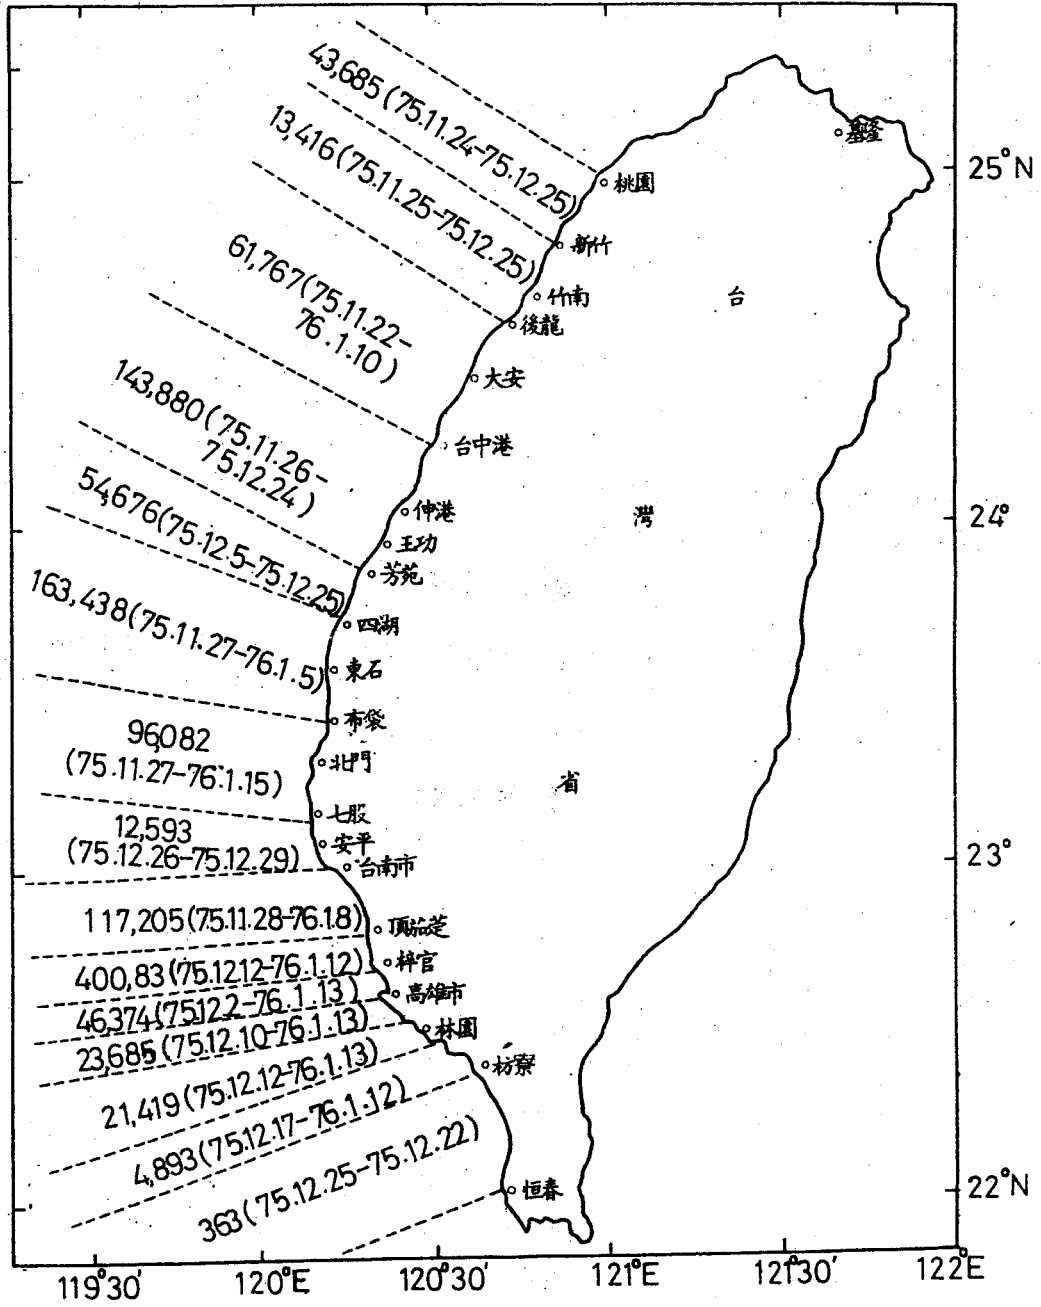 43,685(75.11.24-75.12.25)
13,416(75.11.25-75.12.25)
61,767(75.11.22-
76.1.10)
143,880(75.11.26-
75.12.24)
54,676(75.12.5-75.12.25)
163,438(75.11.27-76.1.5)
96,082
(75.11.27-76.1.15)
12,593
(75.12.26-75.12.29)
117,205(75.11.28-76.1.8)
400,83(75.12.12-76.1.12)
46,374(75.12.2-76.1.13)
23,685(75.12.10-76.1.13)
21,419(75.12.12-76.1.13)
4,893(75.12.17-76.1.12)
363(75.12.25-75.12.22)
基隆
桃園
新竹
竹南
後龍
大安
台中港
伸港
王功
芳苑
四湖
東石
布袋
北門
七股
安平
台南市
頂茄萣
梓官
高雄市
林園
枋寮
恒春
台
灣
省
25°N
24°
23°
22°N
119°30'
120°E
120°30'
121°E
121°30'
122°E